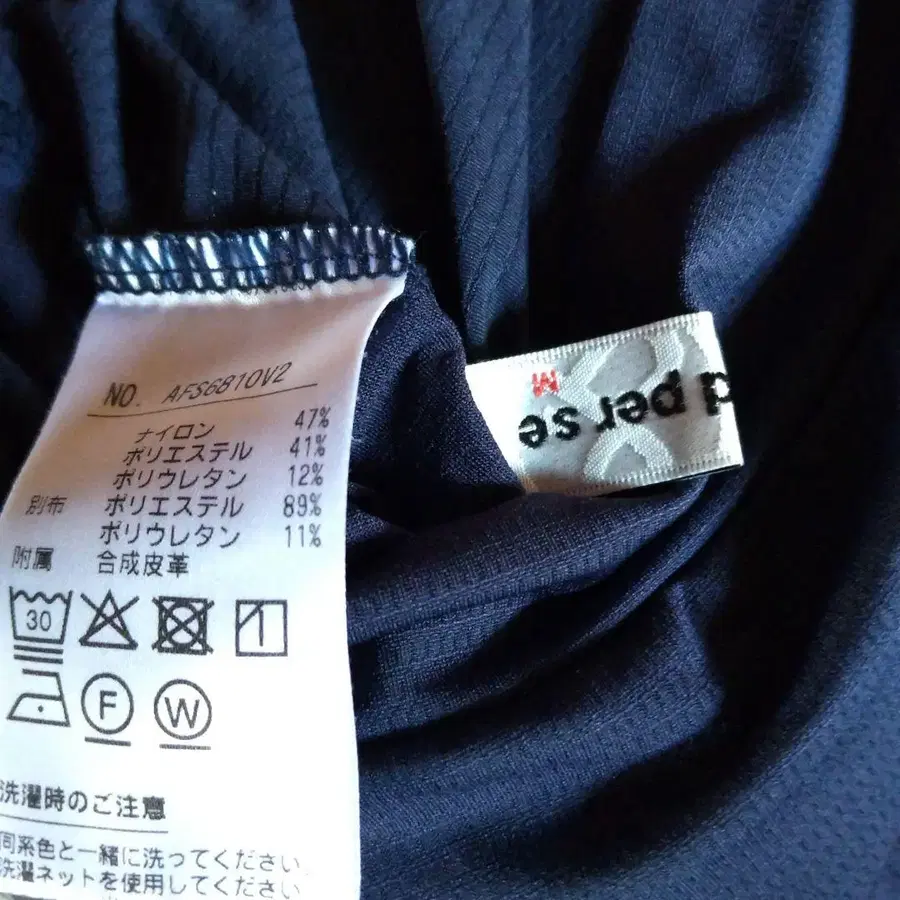 NO. AFS6B10V2
ナイロン 47%
ポリエステル 41%
ポリウレタン 12%
別布 ポリエステル 89%
ポリウレタン 11%
附属 合成皮革
30
F
W
洗濯時のご注意
同系色と一緒に洗ってください。
洗濯ネットを使用してください
M
d per se